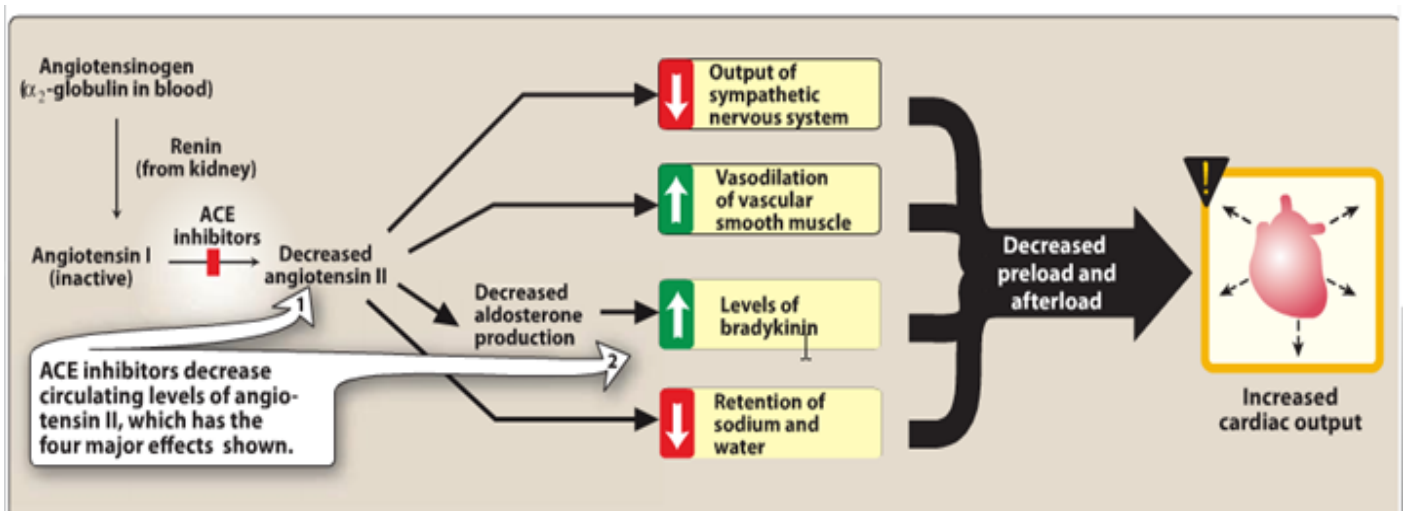 Angiotensinogen
(α₂-globulin in blood)
Renin
(from kidney)
ACE
inhibitors
Angiotensin I
(inactive)
Decreased
angiotensin II
1
ACE inhibitors decrease
circulating levels of angio-
tensin II, which has the
four major effects shown.
Decreased
aldosterone
production
2
Output of
sympathetic
nervous system
Vasodilation
of vascular
smooth muscle
Levels of
bradykinin
Retention of
sodium and
water
Decreased
preload and
afterload
!
Increased
cardiac output